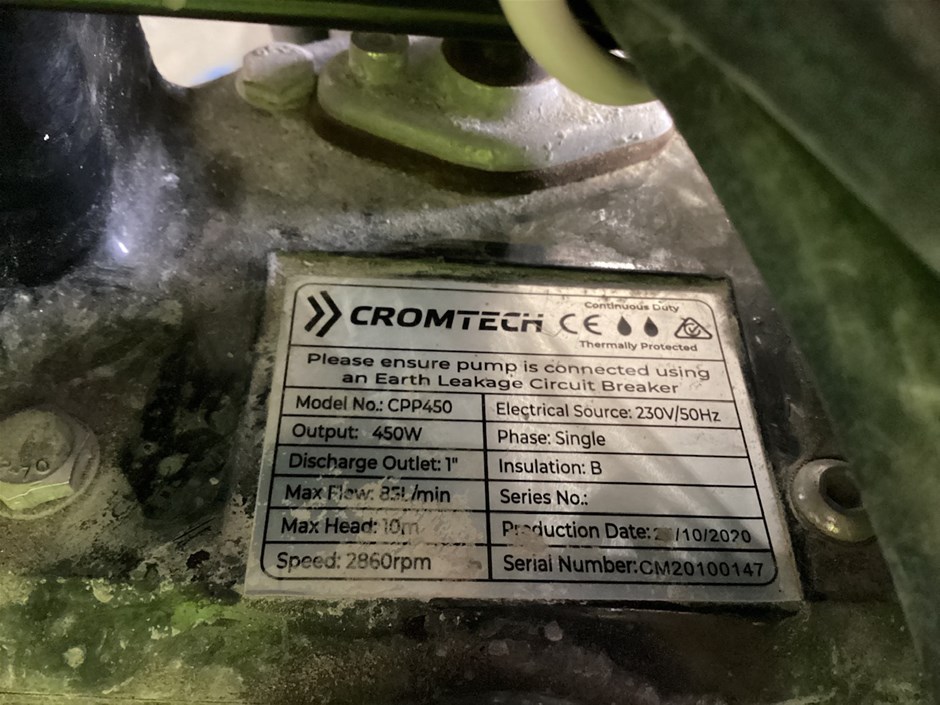 Continuous Duty
CROMTECH CE
Thermally Protected
Please ensure pump is connected using
an Earth Leakage Circuit Breaker
Model No.: CPP450
Electrical Source: 230V/50Hz
Output: 450W
Phase: Single
Discharge Outlet: 1"
Insulation: B
Max Flow: L/min
Series No.:
Max Head: 10m
Production Date: /10/2020
Speed: 2860rpm
Serial Number:CM20100147